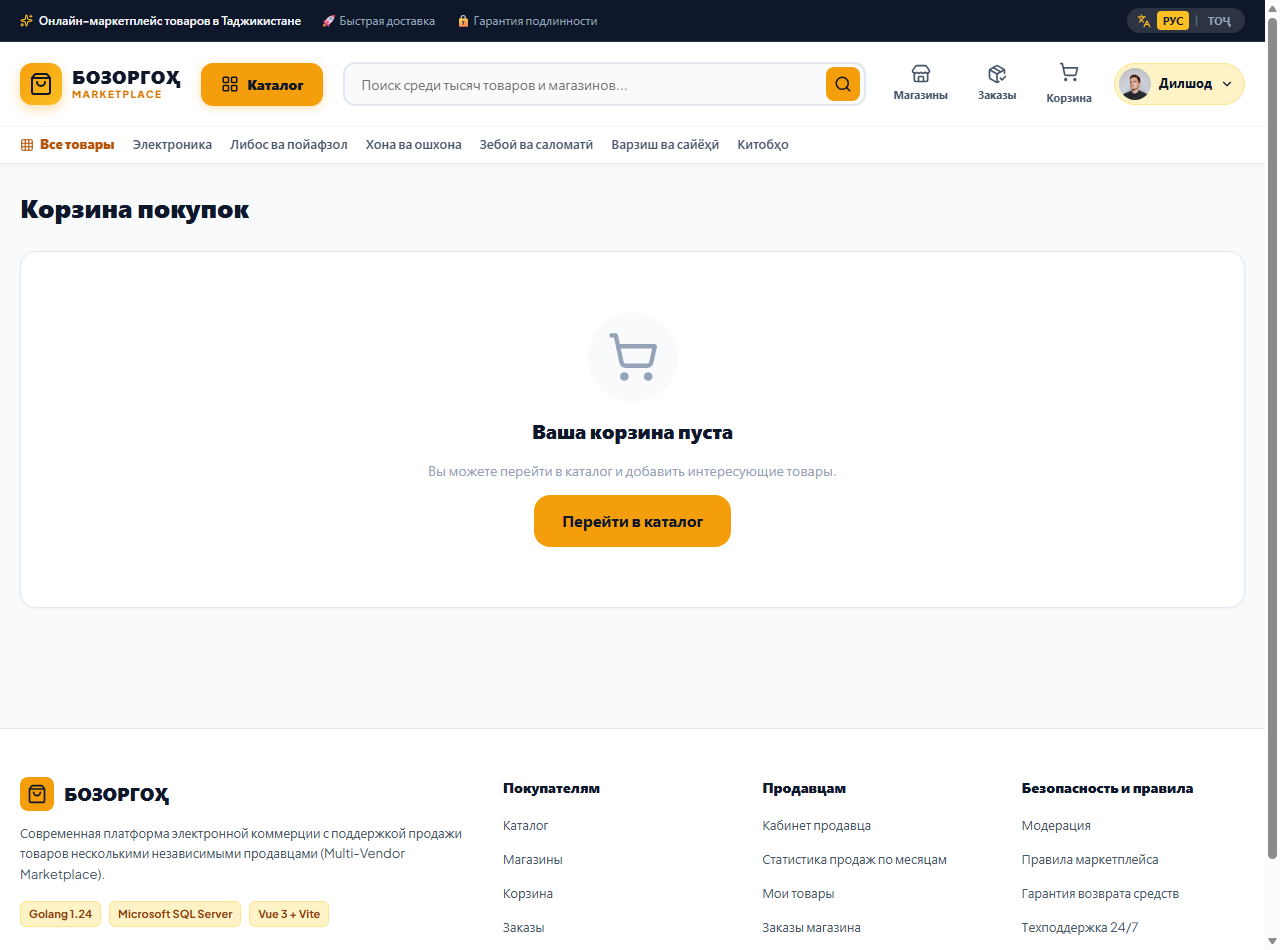 Онлайн-маркетплейс товаров в Таджикистане
🚀 Быстрая доставка
🔒 Гарантия подлинности
РУС | ТОҶ
БОЗОРГОҲ
MARKETPLACE
Каталог
Поиск среди тысяч товаров и магазинов...
Магазины
Заказы
Корзина
Дилшод
Все товары
Электроника
Либос ва пойафзол
Хона ва ошхона
Зебой ва саломатӣ
Варзиш ва сайёҳӣ
Китобҳо
Корзина покупок
Ваша корзина пуста
Вы можете перейти в каталог и добавить интересующие товары.
Перейти в каталог
БОЗОРГОҲ
Современная платформа электронной коммерции с поддержкой продажи
товаров несколькими независимыми продавцами (Multi-Vendor
Marketplace).
Golang 1.24
Microsoft SQL Server
Vue 3 + Vite
Покупателям
Каталог
Магазины
Корзина
Заказы
Продавцам
Кабинет продавца
Статистика продаж по месяцам
Мои товары
Заказы магазина
Безопасность и правила
Модерация
Правила маркетплейса
Гарантия возврата средств
Техподдержка 24/7